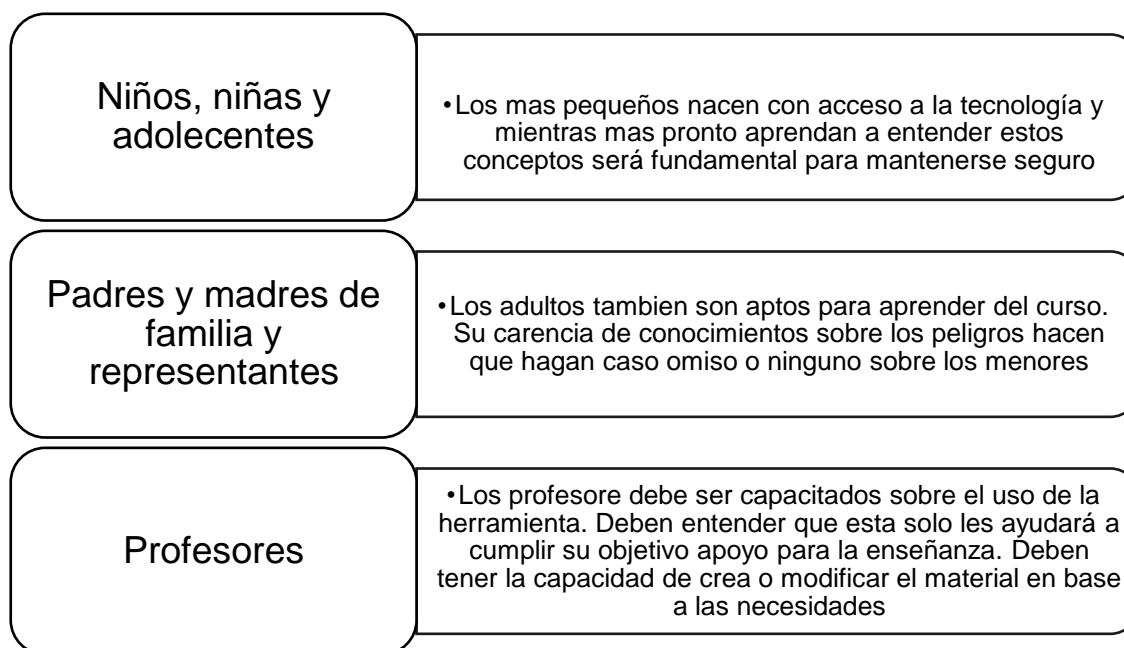 Niños, niñas y
adolecentes
•Los mas pequeños nacen con acceso a la tecnología y
mientras mas pronto aprendan a entender estos
conceptos será fundamental para mantenerse seguro
Padres y madres de
familia y
representantes
•Los adultos tambien son aptos para aprender del curso.
Su carencia de conocimientos sobre los peligros hacen
que hagan caso omiso o ninguno sobre los menores
Profesores
•Los profesore debe ser capacitados sobre el uso de la
herramienta. Deben entender que esta solo les ayudará a
cumplir su objetivo apoyo para la enseñanza. Deben
tener la capacidad de crea o modificar el material en base
a las necesidades